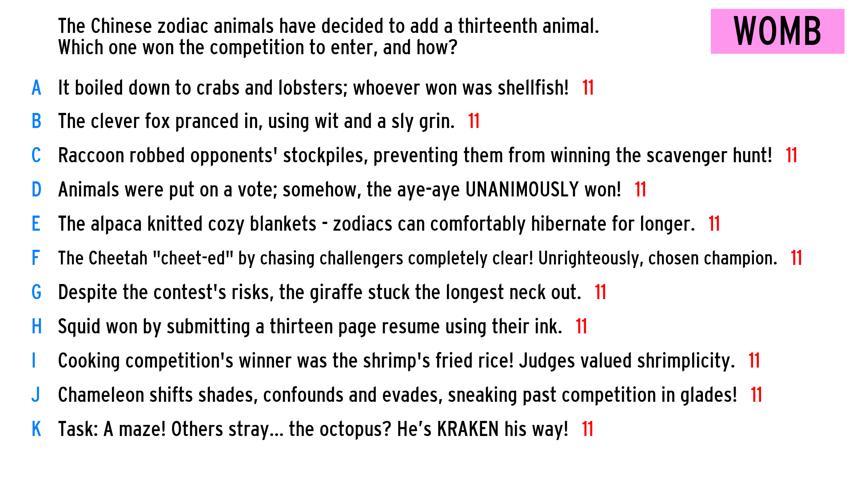 The Chinese zodiac animals have decided to add a thirteenth animal.
Which one won the competition to enter, and how?
WOMB
A It boiled down to crabs and lobsters; whoever won was shellfish! 11
B The clever fox pranced in, using wit and a sly grin. 11
C Raccoon robbed opponents' stockpiles, preventing them from winning the scavenger hunt! 11
D Animals were put on a vote; somehow, the aye-aye UNANIMOUSLY won! 11
E The alpaca knitted cozy blankets - zodiacs can comfortably hibernate for longer. 11
F The Cheetah "cheet-ed" by chasing challengers completely clear! Unrighteously, chosen champion. 11
G Despite the contest's risks, the giraffe stuck the longest neck out. 11
H Squid won by submitting a thirteen page resume using their ink. 11
I Cooking competition's winner was the shrimp's fried rice! Judges valued shrimplicity. 11
J Chameleon shifts shades, confounds and evades, sneaking past competition in glades! 11
K Task: A maze! Others stray... the octopus? He's KRAKEN his way! 11